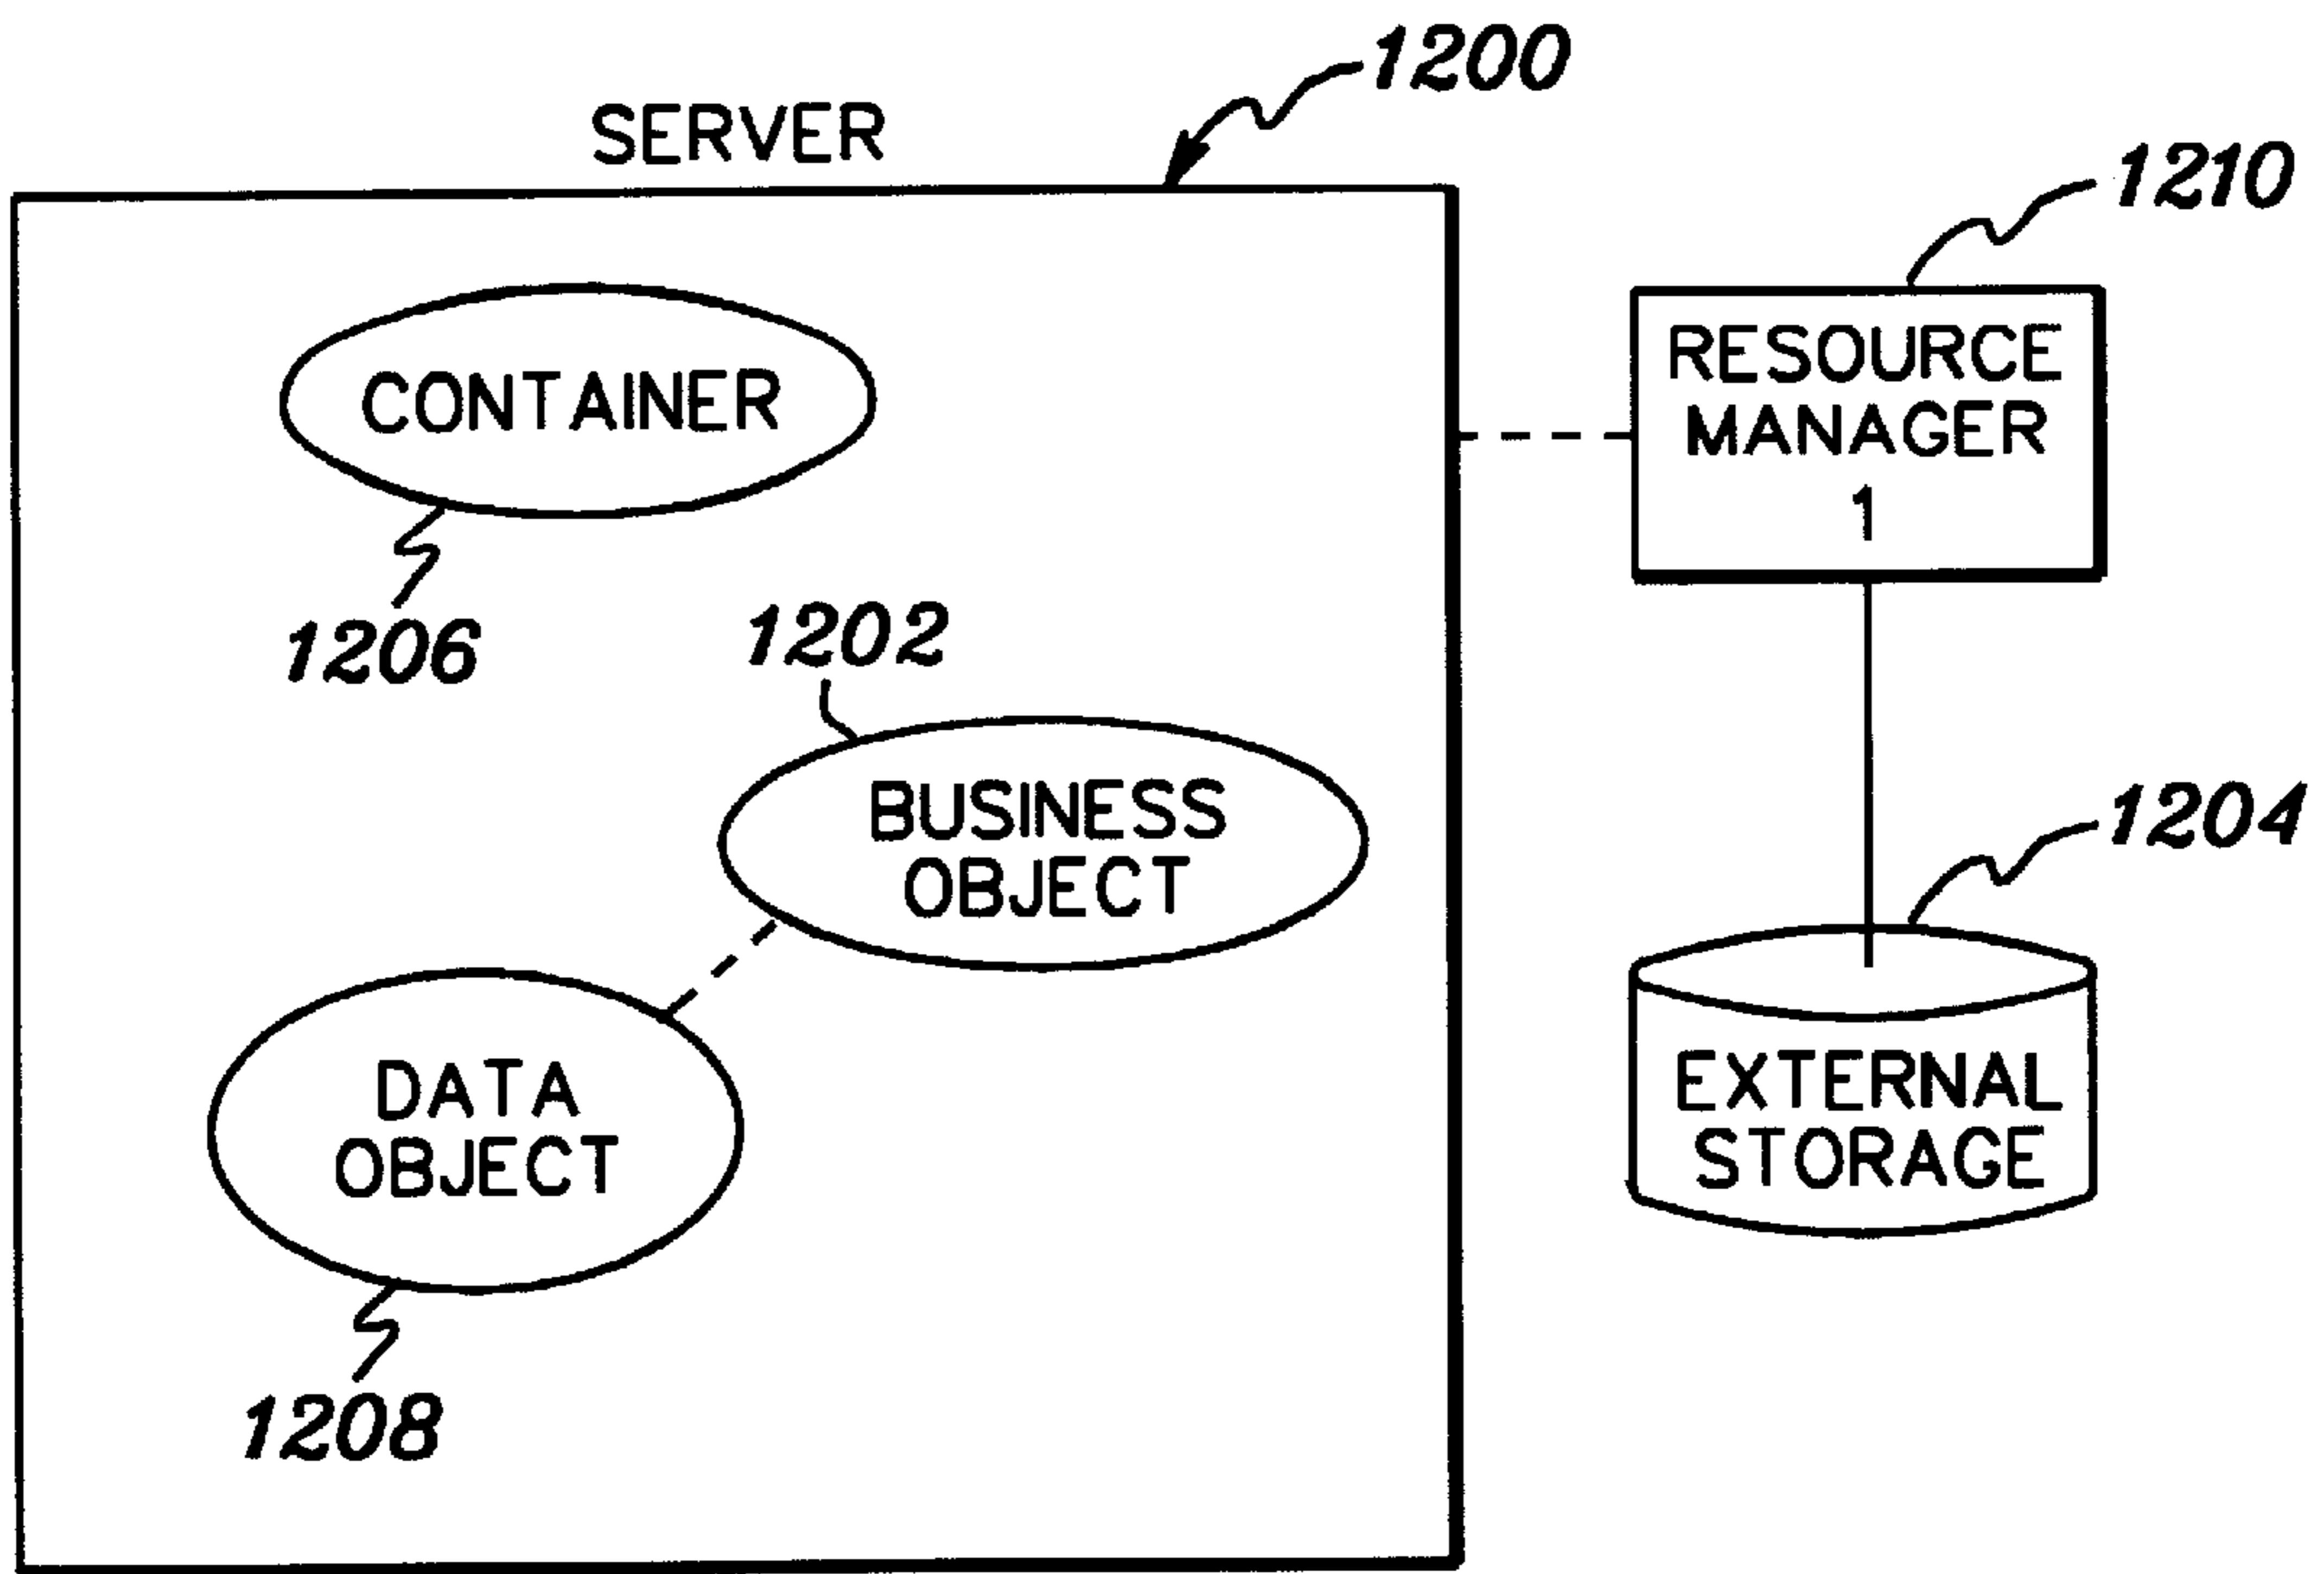 1200
SERVER
1210
RESOURCE
MANAGER
1
CONTAINER
1206
1202
BUSINESS
OBJECT
1204
EXTERNAL
STORAGE
DATA
OBJECT
1208